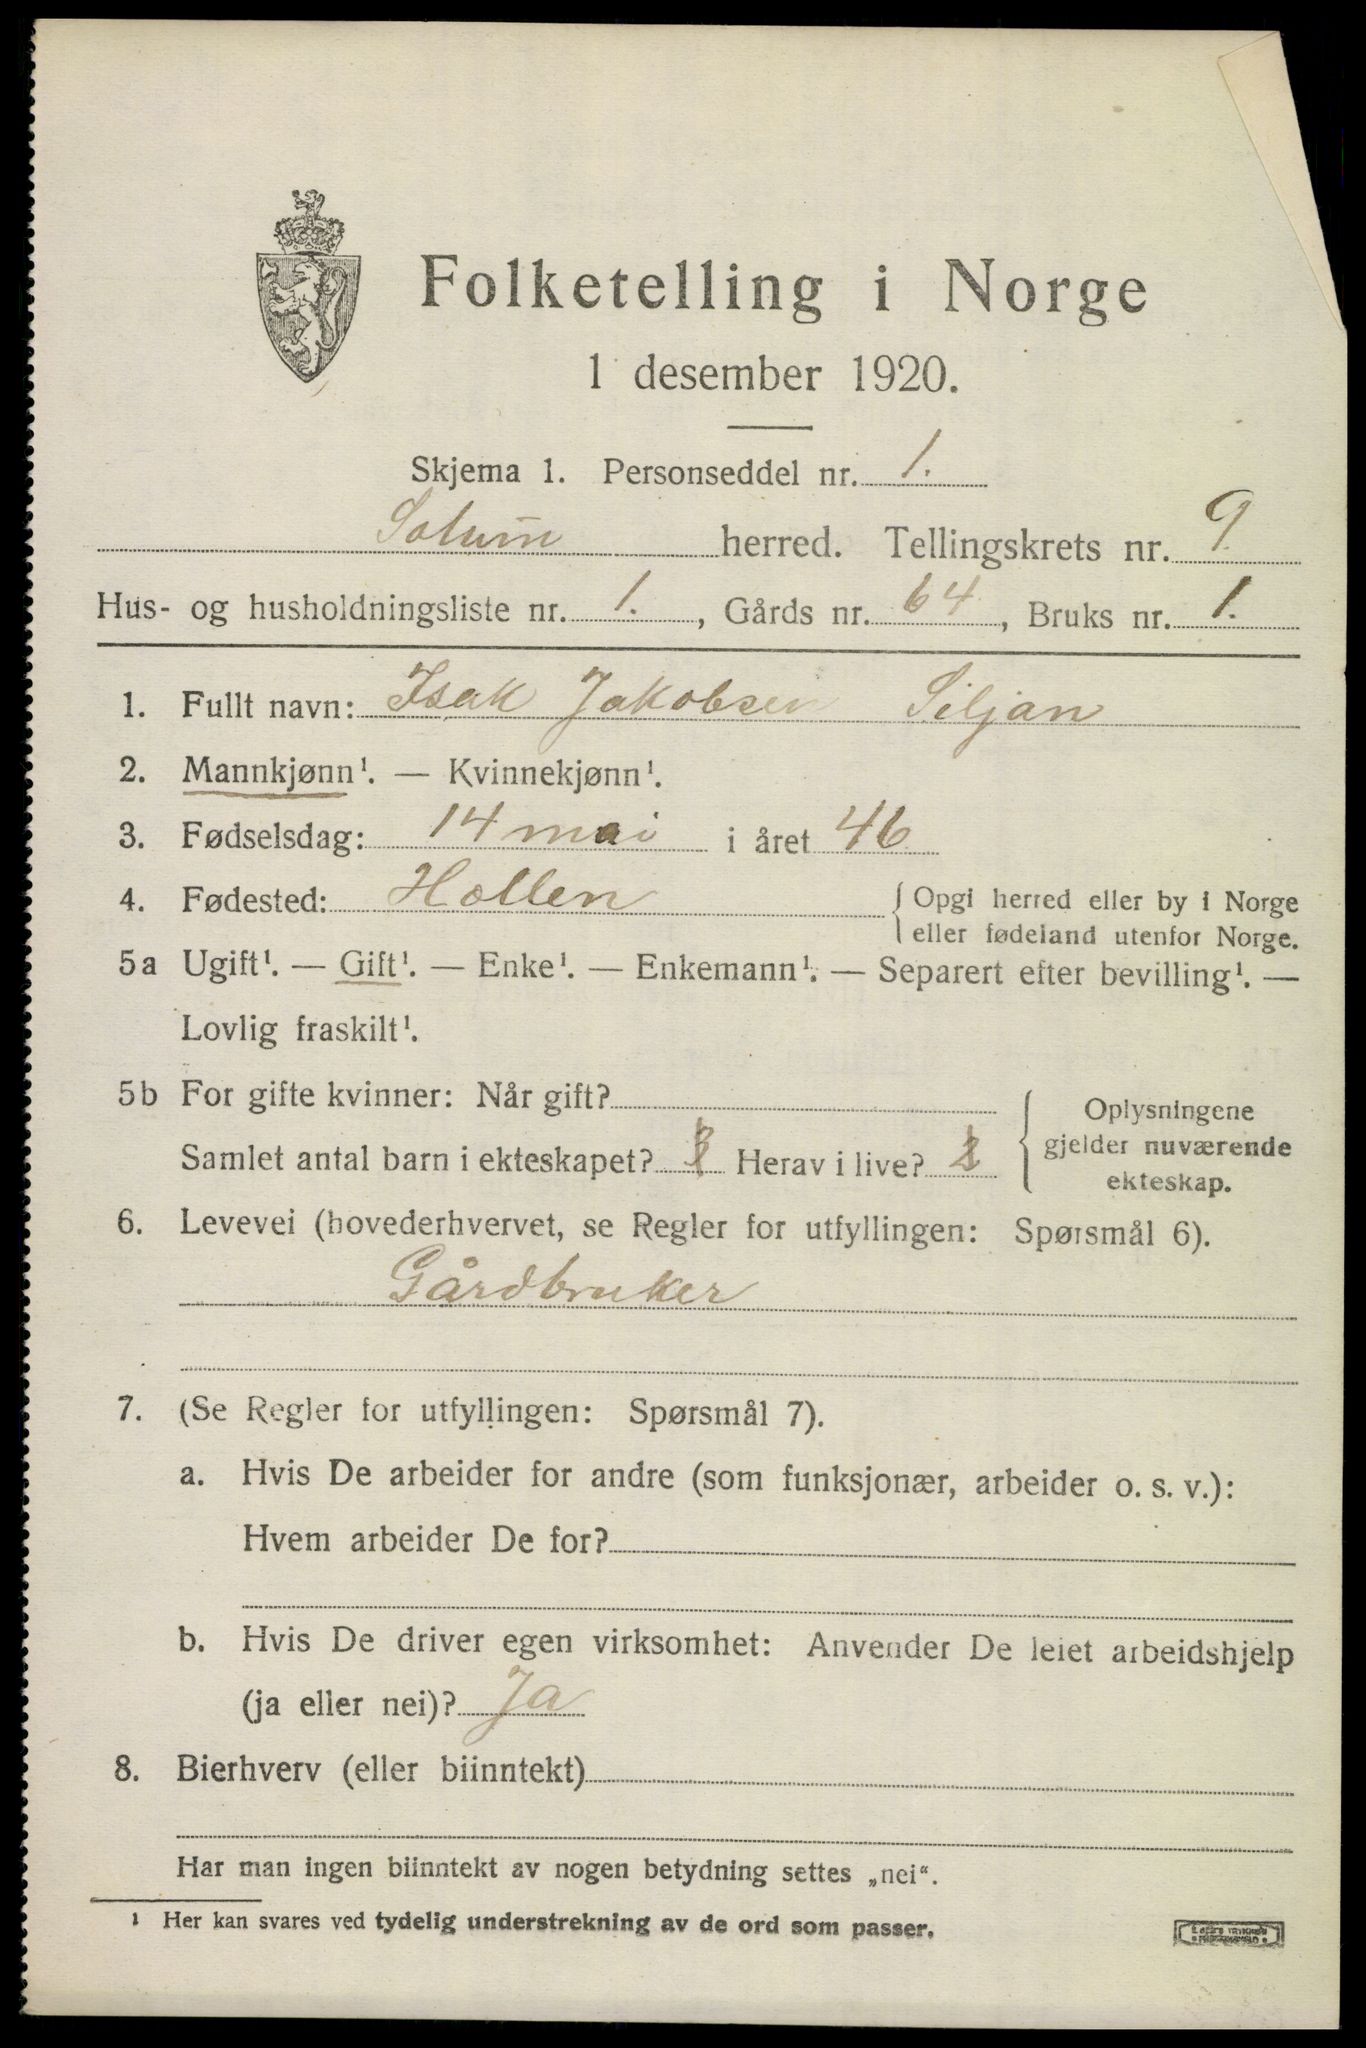 Folketelling i Norge
1 desember 1920.
Skjema 1. Personseddel nr. 1.
Solum herred. Tellingskrets nr. 9
Hus- og husholdningsliste nr. 1. , Gårds nr. 64 , Bruks nr. 1.
1. Fullt navn: Isak Jakobsen Siljan
2. Mannkjønn¹. — Kvinnekjønn¹.
3. Fødselsdag: 14 mai i året 46
4. Fødested: Hollen { Opgi herred eller by i Norge
eller fødeland utenfor Norge.
5a Ugift¹. — Gift¹. — Enke¹. — Enkemann¹. — Separert efter bevilling¹. —
Lovlig fraskilt¹.
5b For gifte kvinner: Når gift?
Samlet antal barn i ekteskapet? Herav i live?
Oplysningene
gjelder nuværende
ekteskap.
6. Levevei (hovederhvervet, se Regler for utfyllingen: Spørsmål 6).
Gårdbruker
7. (Se Regler for utfyllingen: Spørsmål 7).
a. Hvis De arbeider for andre (som funksjonær, arbeider o. s. v.):
Hvem arbeider De for?
b. Hvis De driver egen virksomhet: Anvender De leiet arbeidshjelp
(ja eller nei)? Ja
8. Bierhverv (eller biinntekt)
Har man ingen biinntekt av nogen betydning settes „nei“.
¹ Her kan svares ved tydelig understrekning av de ord som passer.